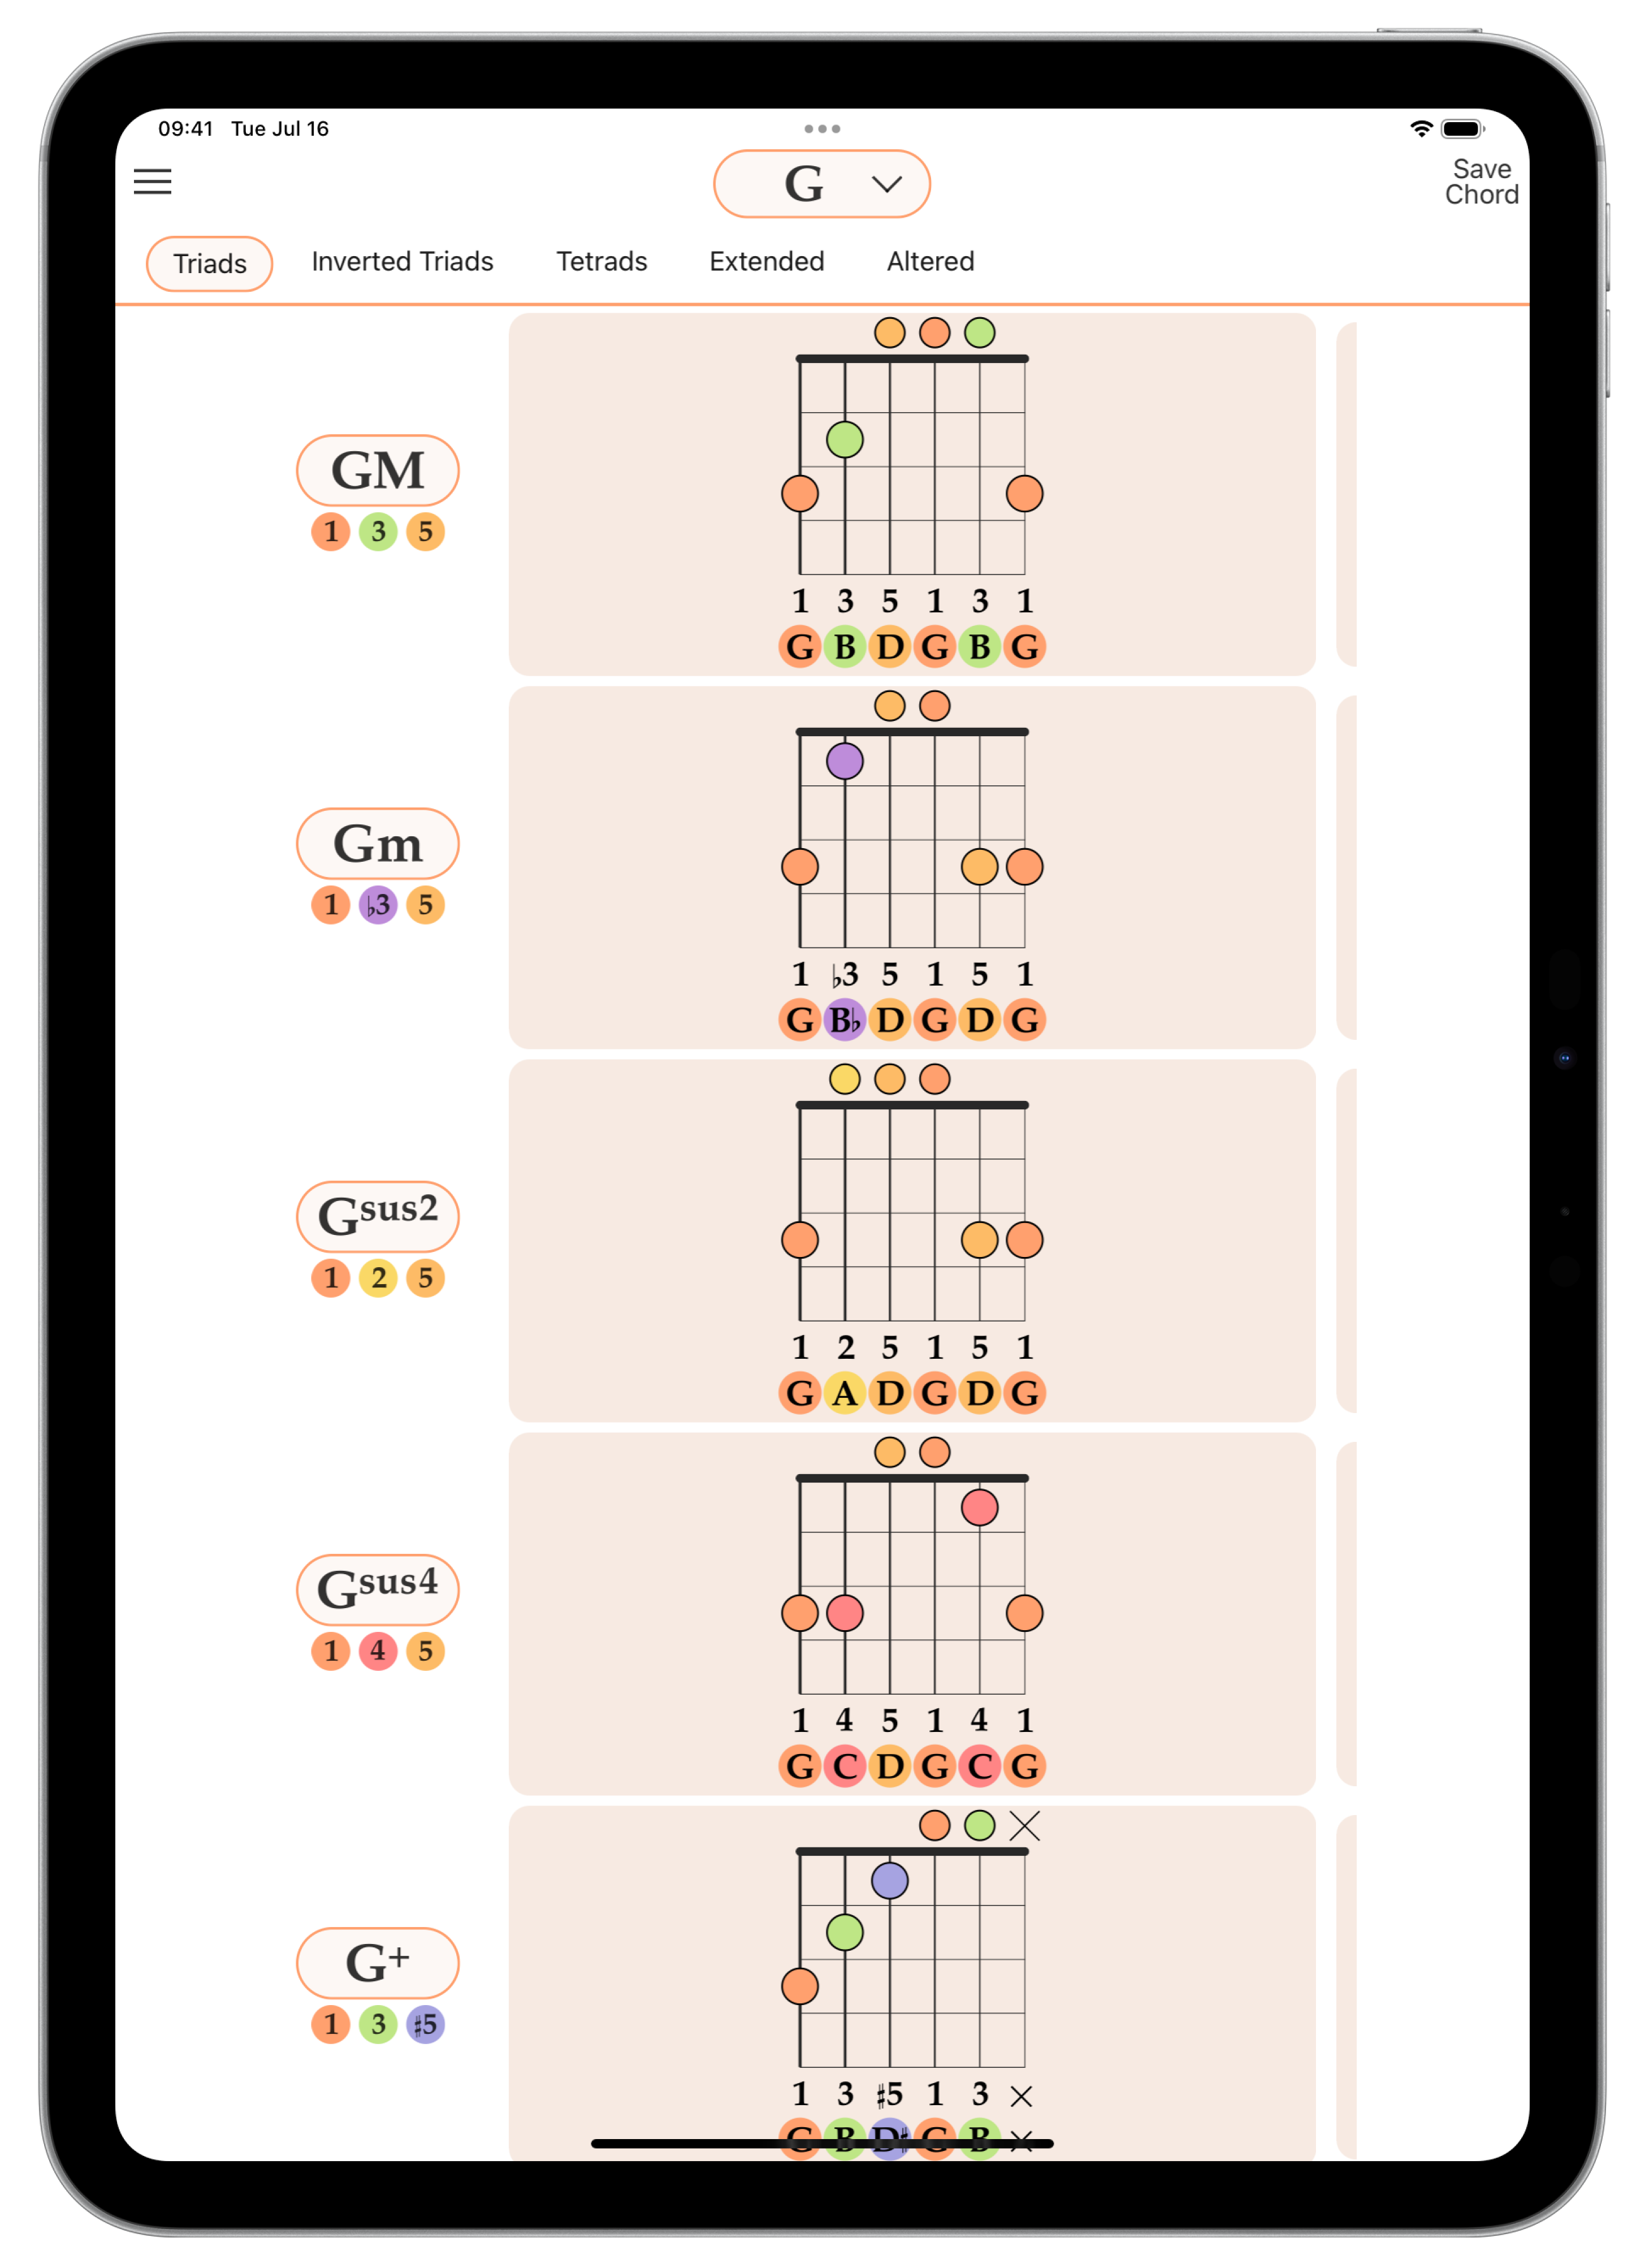 09:41 Tue Jul 16
G
Save
Chord
Triads Inverted Triads Tetrads Extended Altered
GM
1 3 5
1 3 5 1 3 1
G B D G B G
Gm
1 ♭3 5
1 ♭3 5 1 5 1
G B♭ D G D G
Gsus2
1 2 5
1 2 5 1 5 1
G A D G D G
Gsus4
1 4 5
1 4 5 1 4 1
G C D G C G
G+
1 3 ♯5
1 3 ♯5 1 3 ×
G B D♯ G B ×